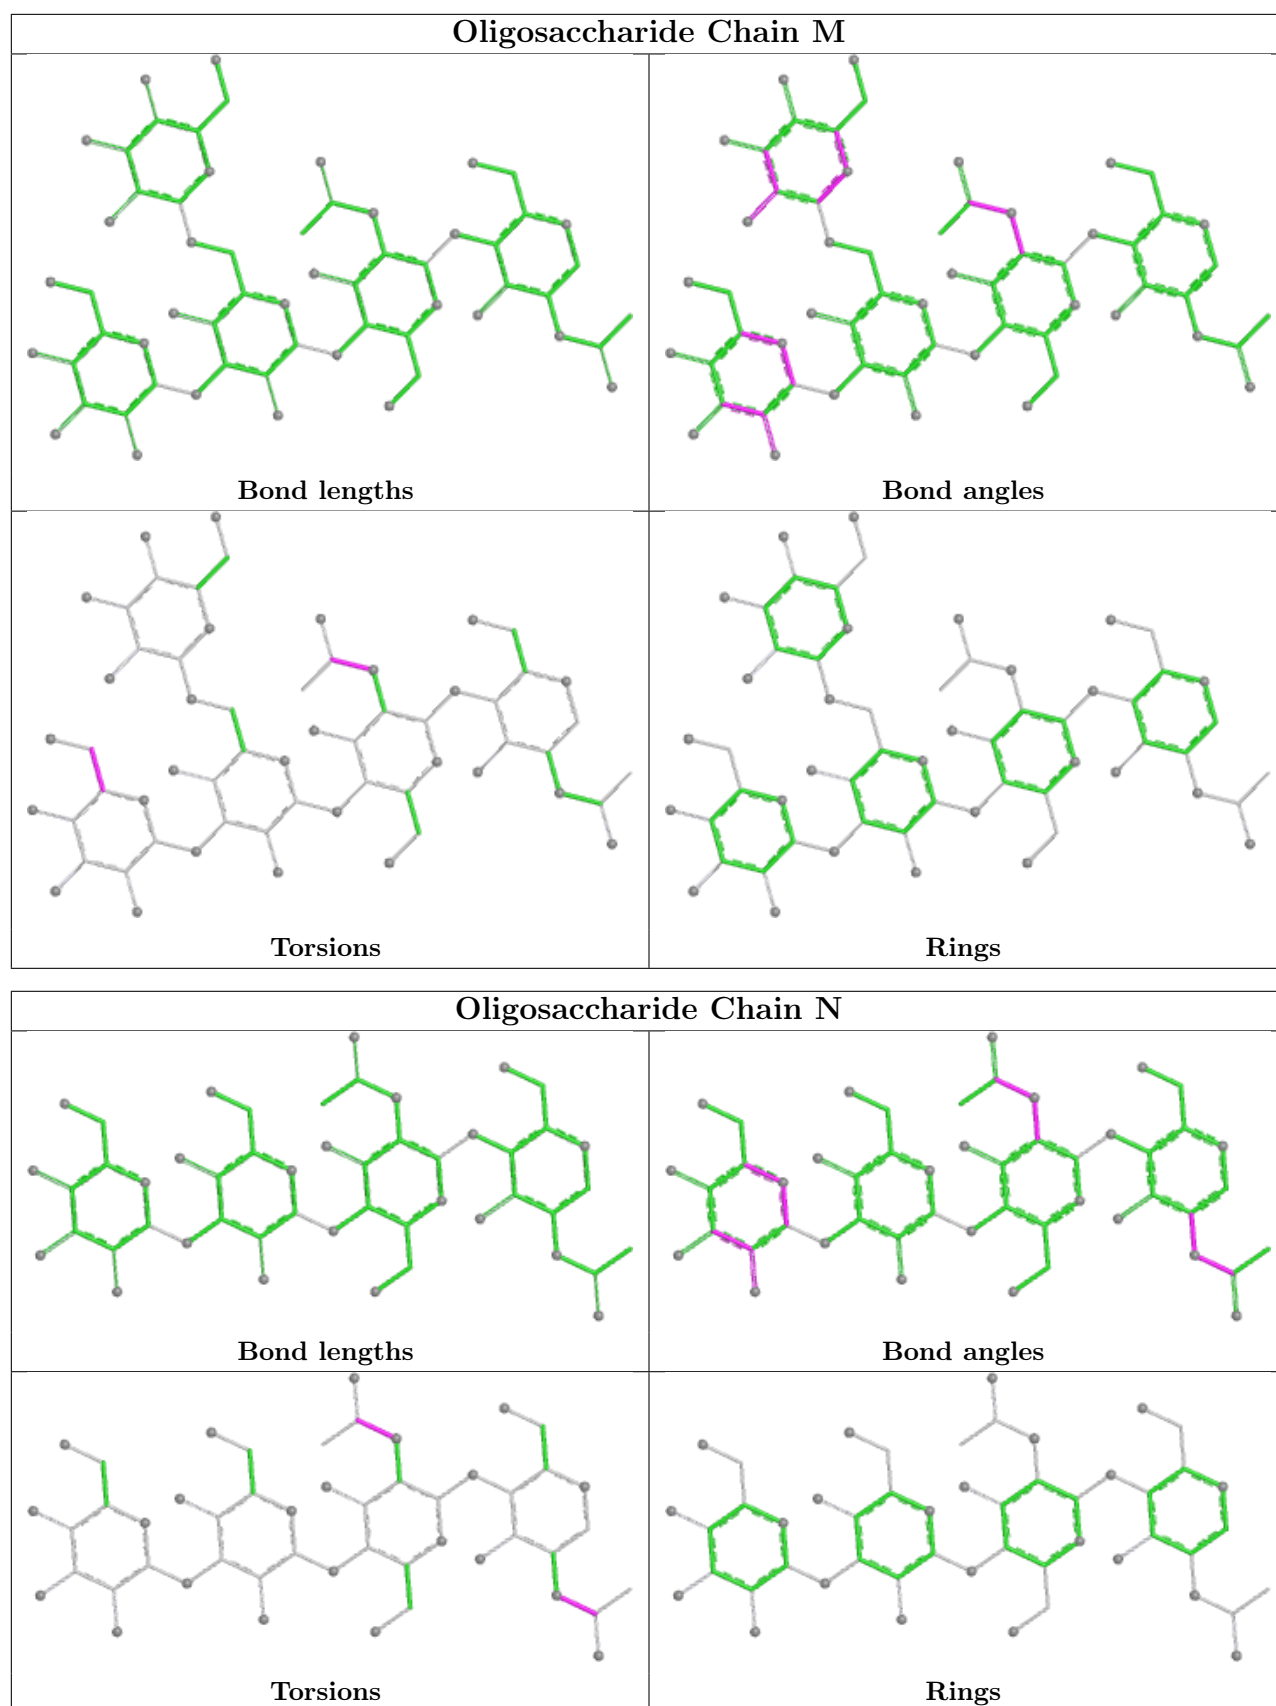 Oligosaccharide Chain M
Bond lengths
Bond angles
Torsions
Rings
Oligosaccharide Chain N
Bond lengths
Bond angles
Torsions
Rings